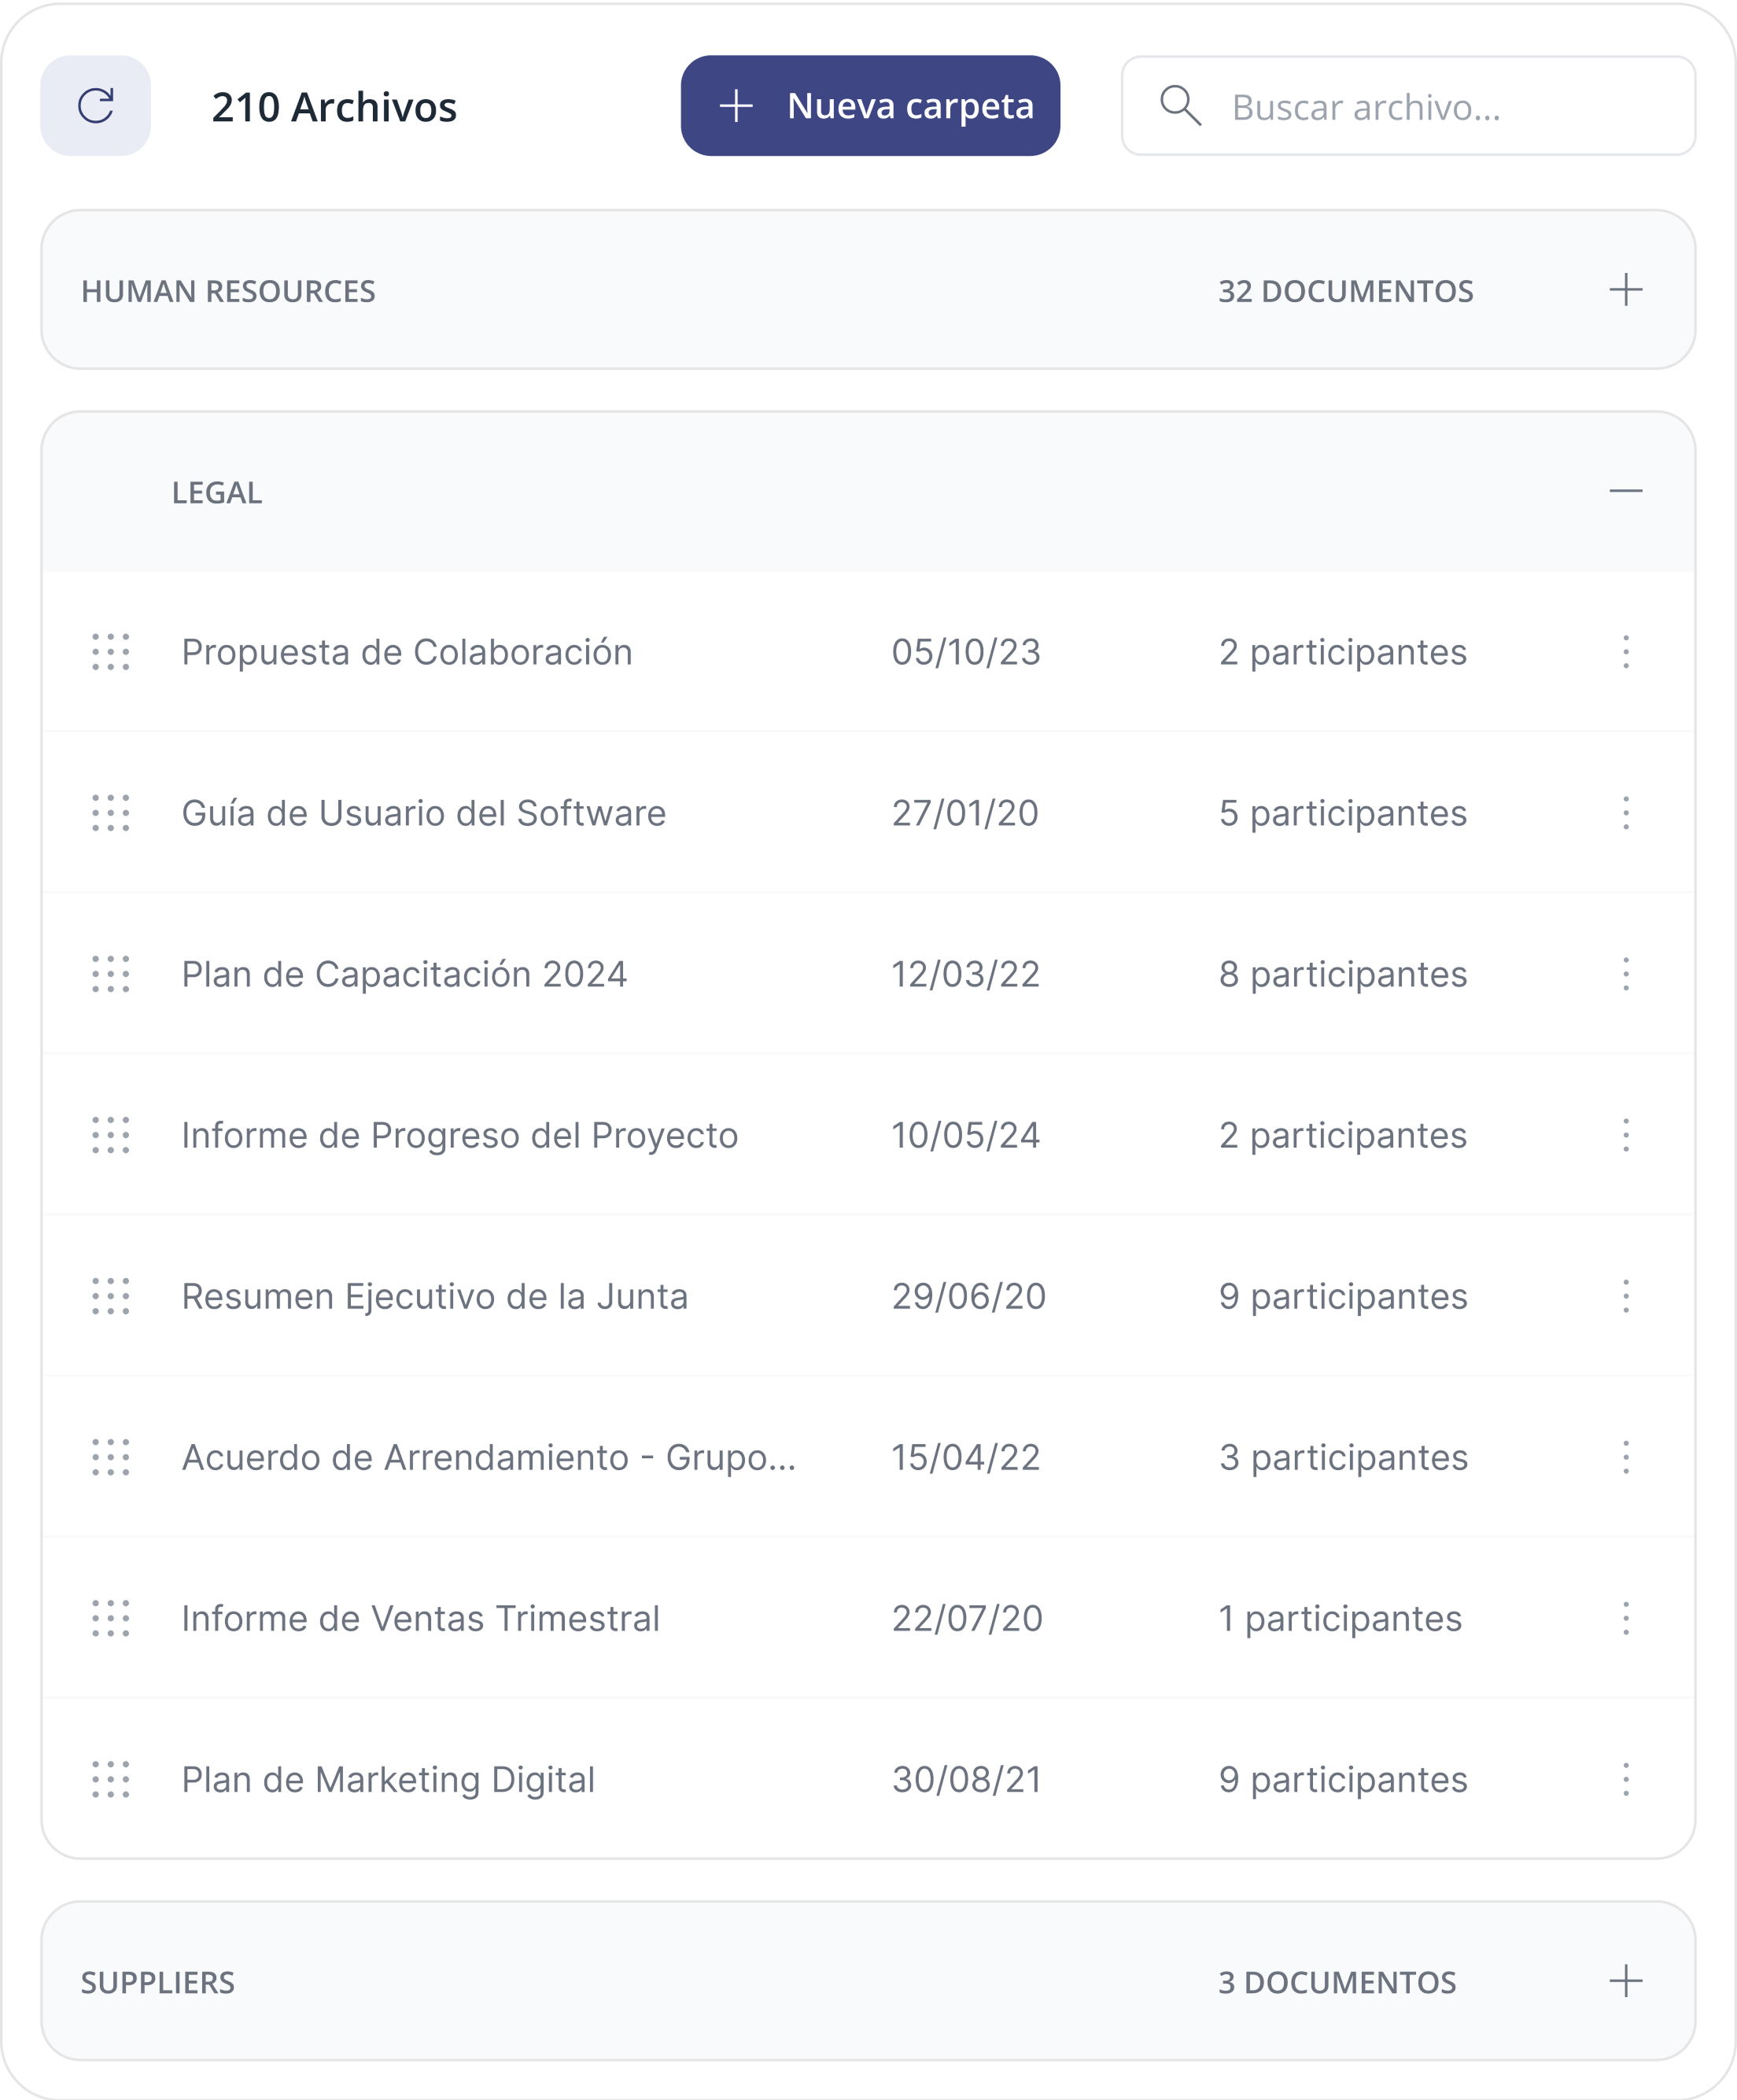 210 Archivos
Nueva carpeta
Buscar archivo...
HUMAN RESOURCES 32 DOCUMENTOS
LEGAL
Propuesta de Colaboración 05/10/23 2 participantes
Guía de Usuario del Software 27/01/20 5 participantes
Plan de Capacitación 2024 12/03/22 8 participantes
Informe de Progreso del Proyecto 10/05/24 2 participantes
Resumen Ejecutivo de la Junta 29/06/20 9 participantes
Acuerdo de Arrendamiento - Grupo... 15/04/22 3 participantes
Informe de Ventas Trimestral 22/07/20 1 participantes
Plan de Marketing Digital 30/08/21 9 participantes
SUPPLIERS 3 DOCUMENTOS